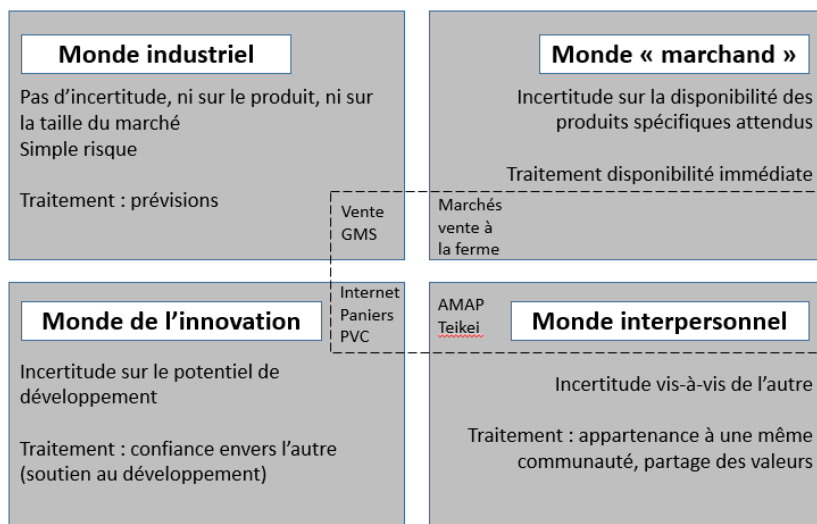 Monde industriel
Pas d’incertitude, ni sur le produit, ni sur
la taille du marché
Simple risque
Traitement : prévisions
Vente
GMS
Monde « marchand »
Incertitude sur la disponibilité des
produits spécifiques attendus
Traitement disponibilité immédiate
Marchés
vente à
la ferme
Monde de l’innovation
Internet
Paniers
PVC
Incertitude sur le potentiel de
développement
Traitement : confiance envers l’autre
(soutien au développement)
AMAP
Teikei
Monde interpersonnel
Incertitude vis-à-vis de l’autre
Traitement : appartenance à une même
communauté, partage des valeurs